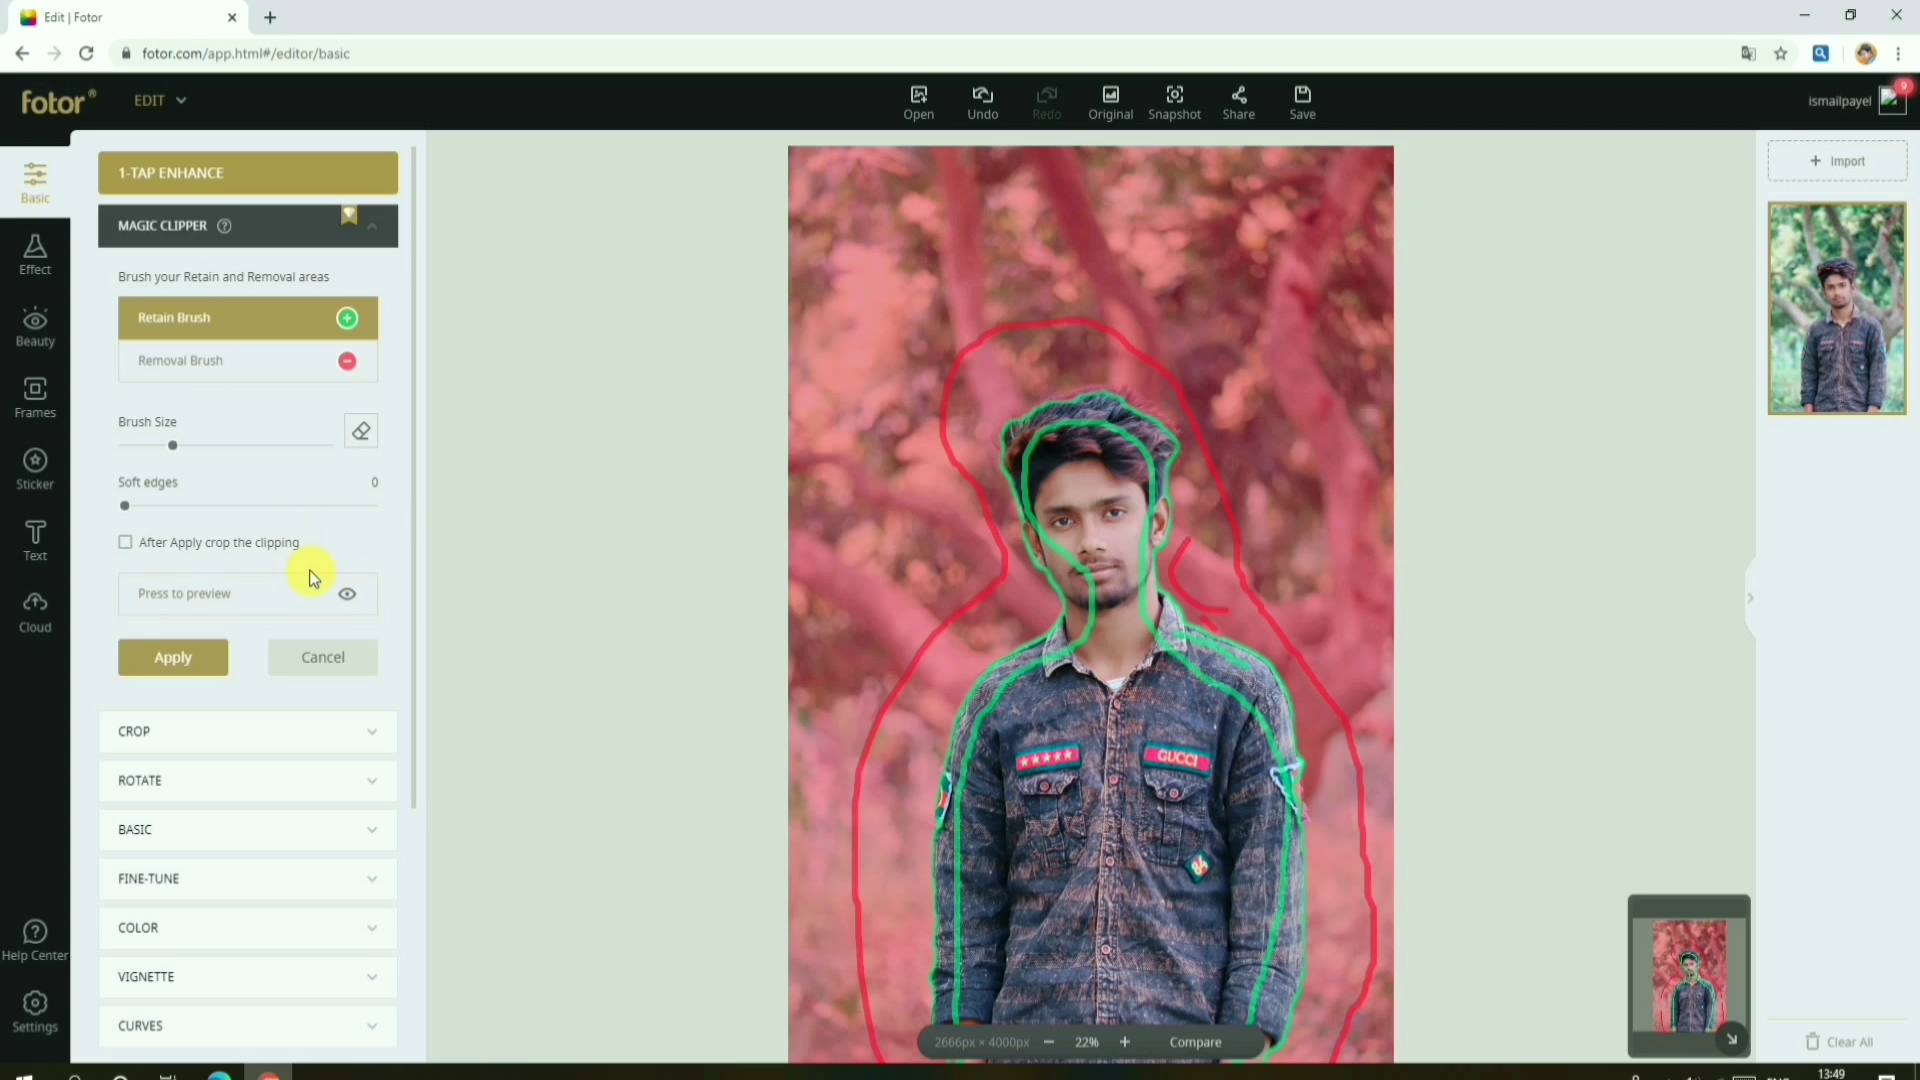 Edit | Fotor
fotor.com/app.html#/editor/basic
fotor®
EDIT
Open
Undo
Redo
Original
Snapshot
Share
Save
ismailpayel
9
Basic
Effect
Beauty
Frames
Sticker
Text
Cloud
Help Center
Settings
1-TAP ENHANCE
MAGIC CLIPPER ?
Brush your Retain and Removal areas
Retain Brush
Removal Brush
Brush Size
Soft edges 0
After Apply crop the clipping
Press to preview
Apply
Cancel
CROP
ROTATE
BASIC
FINE-TUNE
COLOR
VIGNETTE
CURVES
GUCCI
2666px × 4000px
22%
Compare
Import
Clear All
13:49